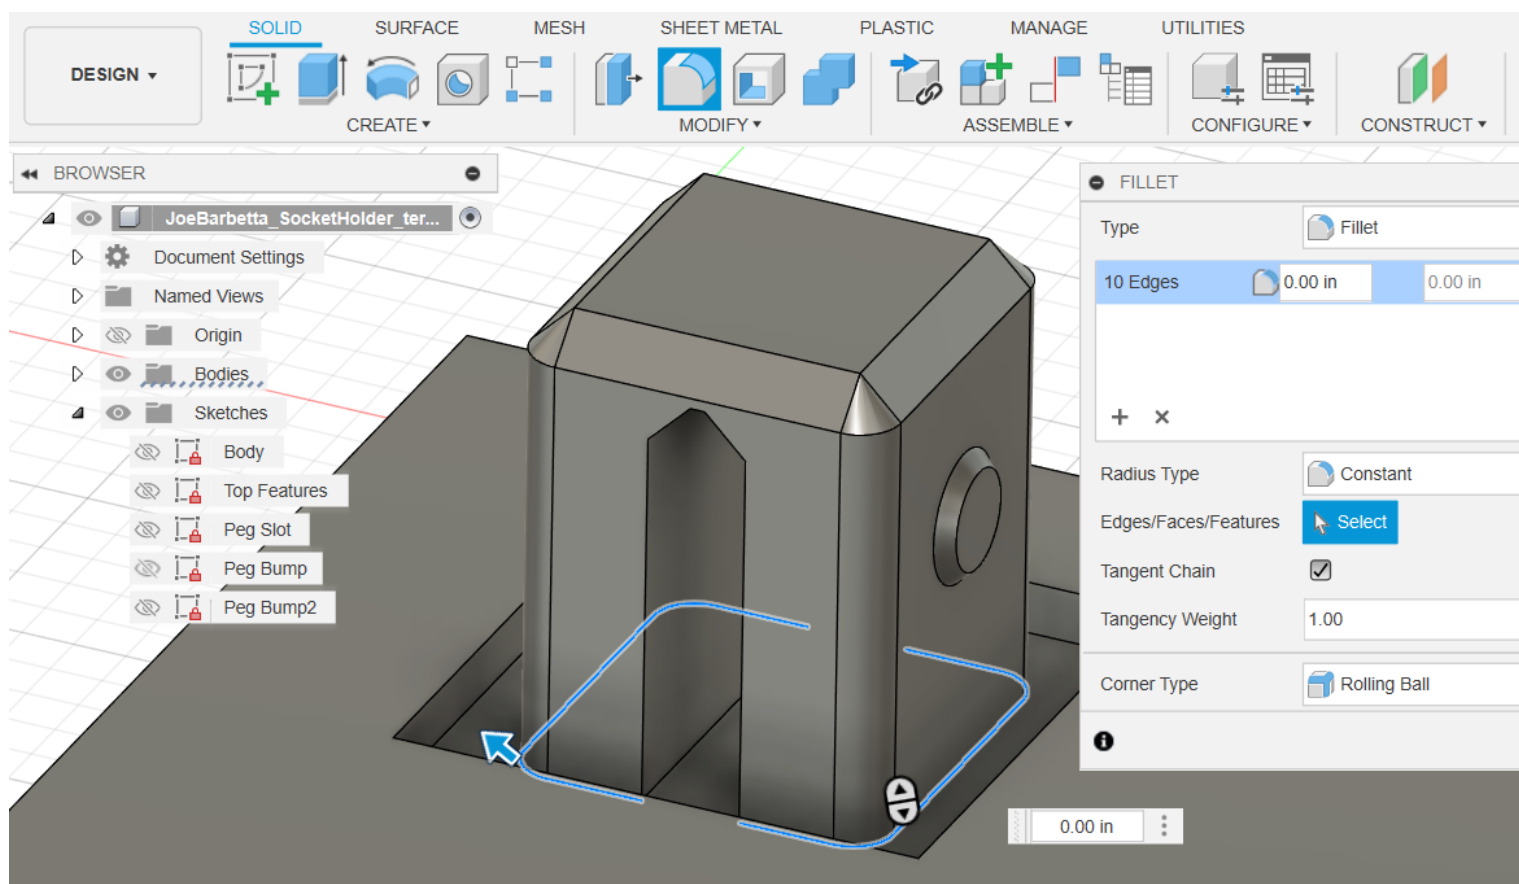 SOLID SURFACE MESH SHEET METAL PLASTIC MANAGE UTILITIES
DESIGN
CREATE MODIFY ASSEMBLE CONFIGURE CONSTRUCT
BROWSER
JoeBarbetta_SocketHolder_ter...
Document Settings
Named Views
Origin
Bodies
Sketches
Body
Top Features
Peg Slot
Peg Bump
Peg Bump2
FILLET
Type Fillet
10 Edges 0.00 in 0.00 in
Radius Type Constant
Edges/Faces/Features Select
Tangent Chain
Tangency Weight 1.00
Corner Type Rolling Ball
0.00 in